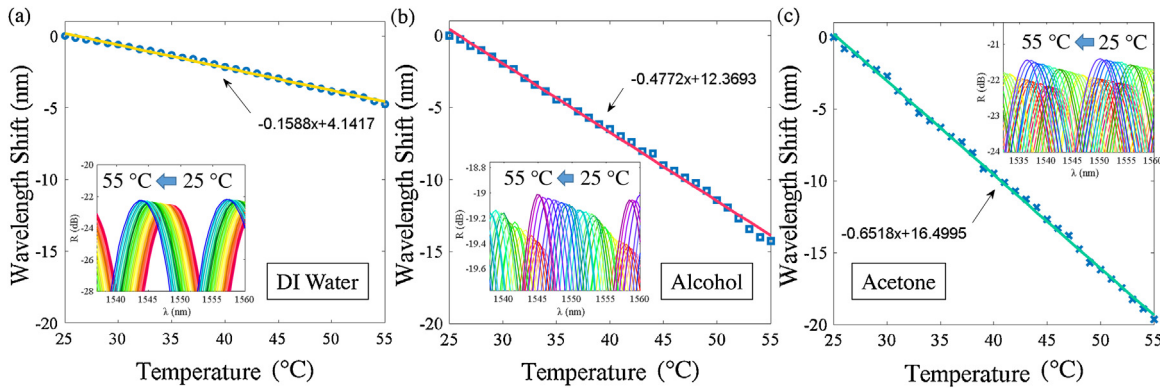 (a)
Wavelength Shift (nm)
0
-5
-10
-15
-20
25 30 35 40 45 50 55
Temperature (°C)
-0.1588x+4.1417
DI Water
55 °C 25 °C
R (dB)
-20
-22
-24
-26
-28
1540 1545 1550 1555 1560
λ (nm)
(b)
Wavelength Shift (nm)
0
-5
-10
-15
-20
25 30 35 40 45 50 55
Temperature (°C)
-0.4772x+12.3693
Alcohol
55 °C 25 °C
R (dB)
-18.8
-19
-19.2
-19.4
-19.6
1540 1545 1550 1555 1560
λ (nm)
(c)
Wavelength Shift (nm)
0
-5
-10
-15
-20
25 30 35 40 45 50 55
Temperature (°C)
-0.6518x+16.4995
Acetone
55 °C 25 °C
R (dB)
-21
-22
-23
-24
1535 1540 1545 1550 1555 1560
λ (nm)